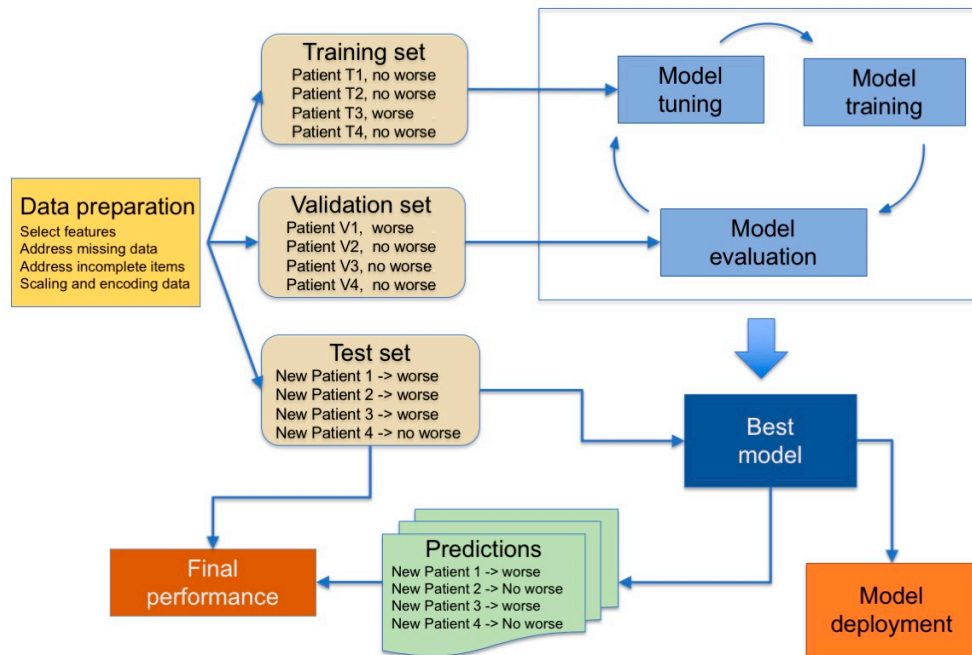 Training set
Patient T1, no worse
Patient T2, no worse
Patient T3, worse
Patient T4, no worse
Model
tuning
Model
training
Data preparation
Select features
Address missing data
Address incomplete items
Scaling and encoding data
Validation set
Patient V1, worse
Patient V2, no worse
Patient V3, no worse
Patient V4, no worse
Model
evaluation
Test set
New Patient 1 -> worse
New Patient 2 -> worse
New Patient 3 -> worse
New Patient 4 -> no worse
Best
model
Final
performance
Predictions
New Patient 1 -> worse
New Patient 2 -> No worse
New Patient 3 -> worse
New Patient 4 -> No worse
Model
deployment